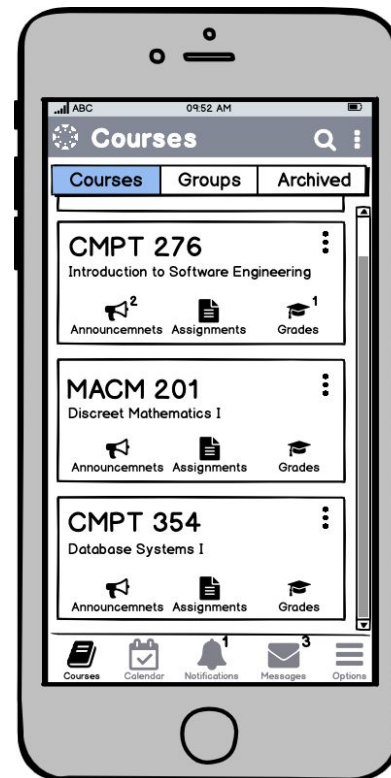 ABC 09:52 AM
Courses
Courses Groups Archived
CMPT 276
Introduction to Software Engineering
2 1
Announcemnets Assignments Grades
MACM 201
Discreet Mathematics I
Announcemnets Assignments Grades
CMPT 354
Database Systems I
Announcemnets Assignments Grades
1 3
Courses Calendar Notifications Messages Options